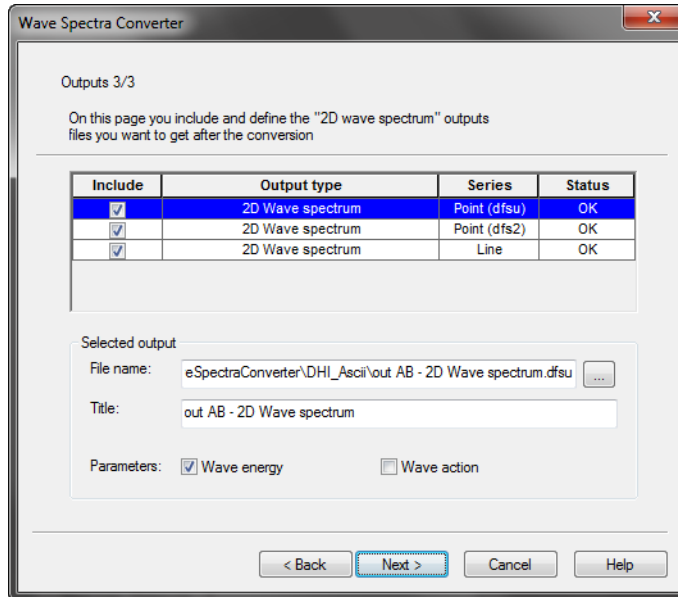 Wave Spectra Converter
Outputs 3/3
On this page you include and define the "2D wave spectrum" outputs
files you want to get after the conversion
Include Output type Series Status
2D Wave spectrum Point (dfsu) OK
2D Wave spectrum Point (dfs2) OK
2D Wave spectrum Line OK
Selected output
File name: eSpectraConverter\DHI_Ascii\out AB - 2D Wave spectrum.dfsu ...
Title: out AB - 2D Wave spectrum
Parameters: Wave energy Wave action
< Back Next > Cancel Help